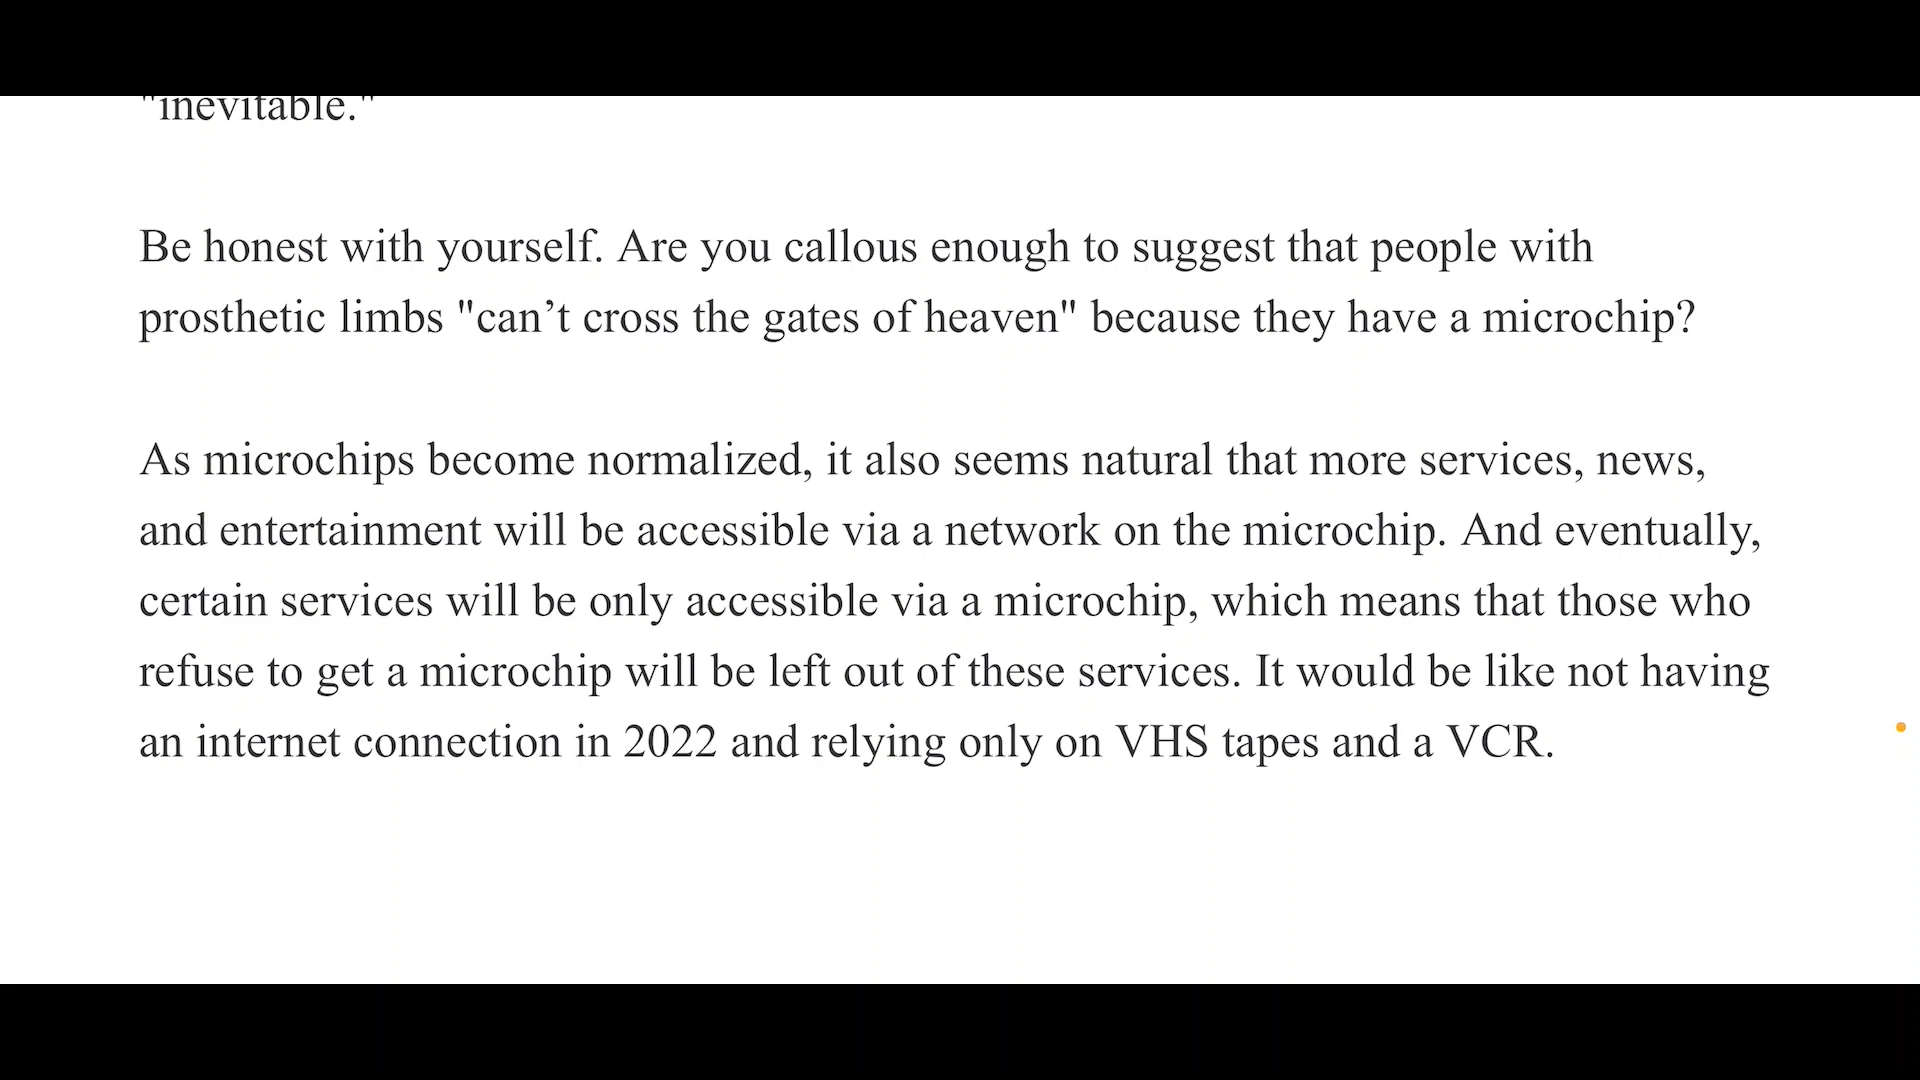 "inevitable."
Be honest with yourself. Are you callous enough to suggest that people with
prosthetic limbs "can’t cross the gates of heaven" because they have a microchip?
As microchips become normalized, it also seems natural that more services, news,
and entertainment will be accessible via a network on the microchip. And eventually,
certain services will be only accessible via a microchip, which means that those who
refuse to get a microchip will be left out of these services. It would be like not having
an internet connection in 2022 and relying only on VHS tapes and a VCR.